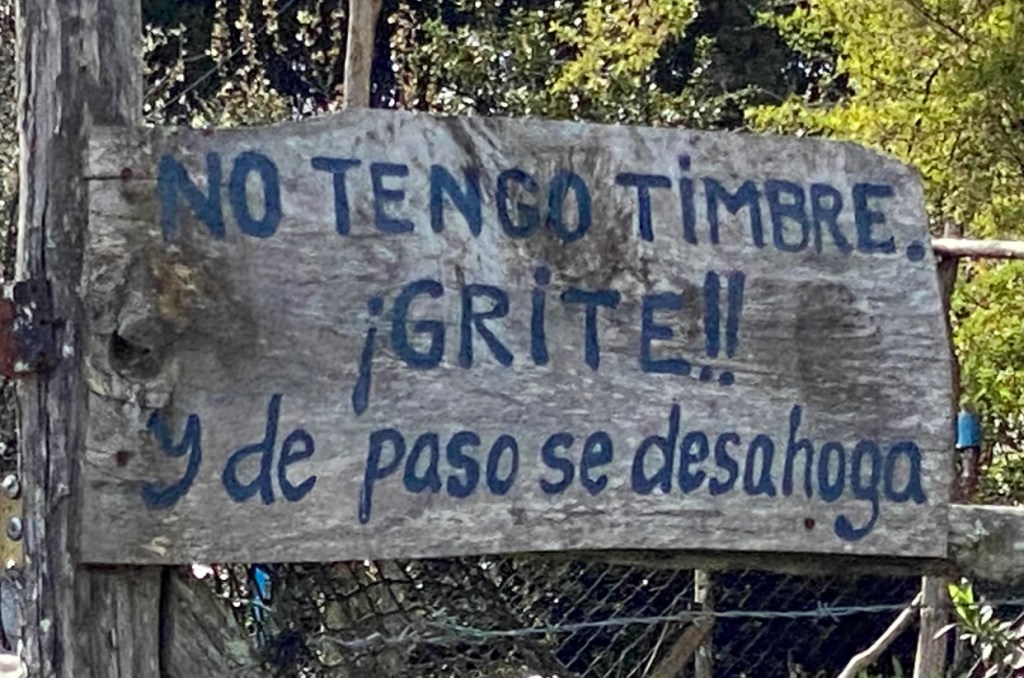 NO TENGO TIMBRE.
¡GRITE!!
y de paso se desahoga